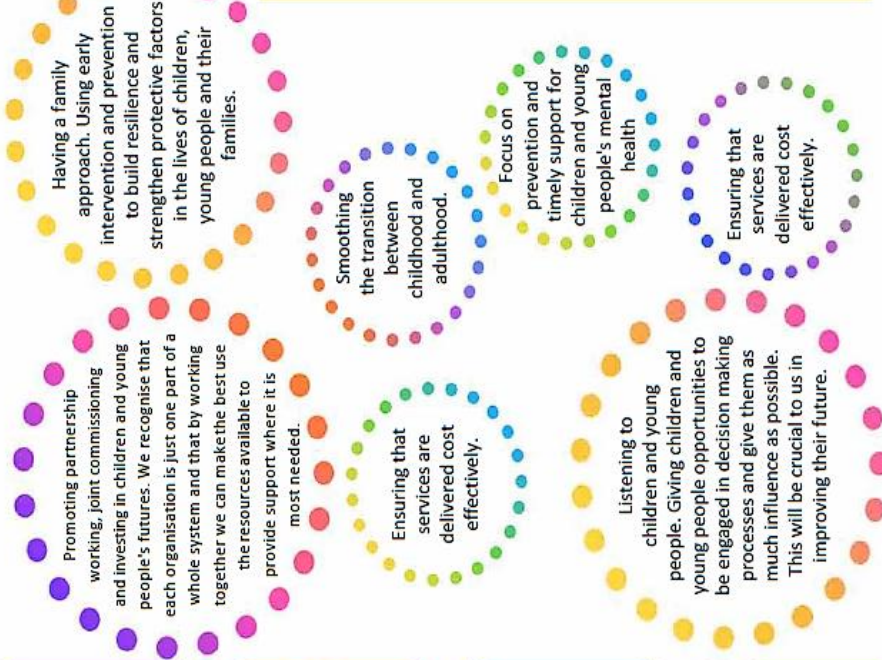 Promoting partnership
working, joint commissioning
and investing in children and young
people's futures. We recognise that
each organisation is just one part of a
whole system and that by working
together we can make the best use
the resources available to
provide support where it is
most needed.
Having a family
approach. Using early
intervention and prevention
to build resilience and
strengthen protective factors
in the lives of children,
young people and their
families.
Ensuring that
services are
delivered cost
effectively.
Smoothing
the transition
between
childhood and
adulthood.
Focus on
prevention and
timely support for
children and young
people's mental
health
Listening to
children and young
people. Giving children and
young people opportunities to
be engaged in decision making
processes and give them as
much influence as possible.
This will be crucial to us in
improving their future.
Ensuring that
services are
delivered cost
effectively.